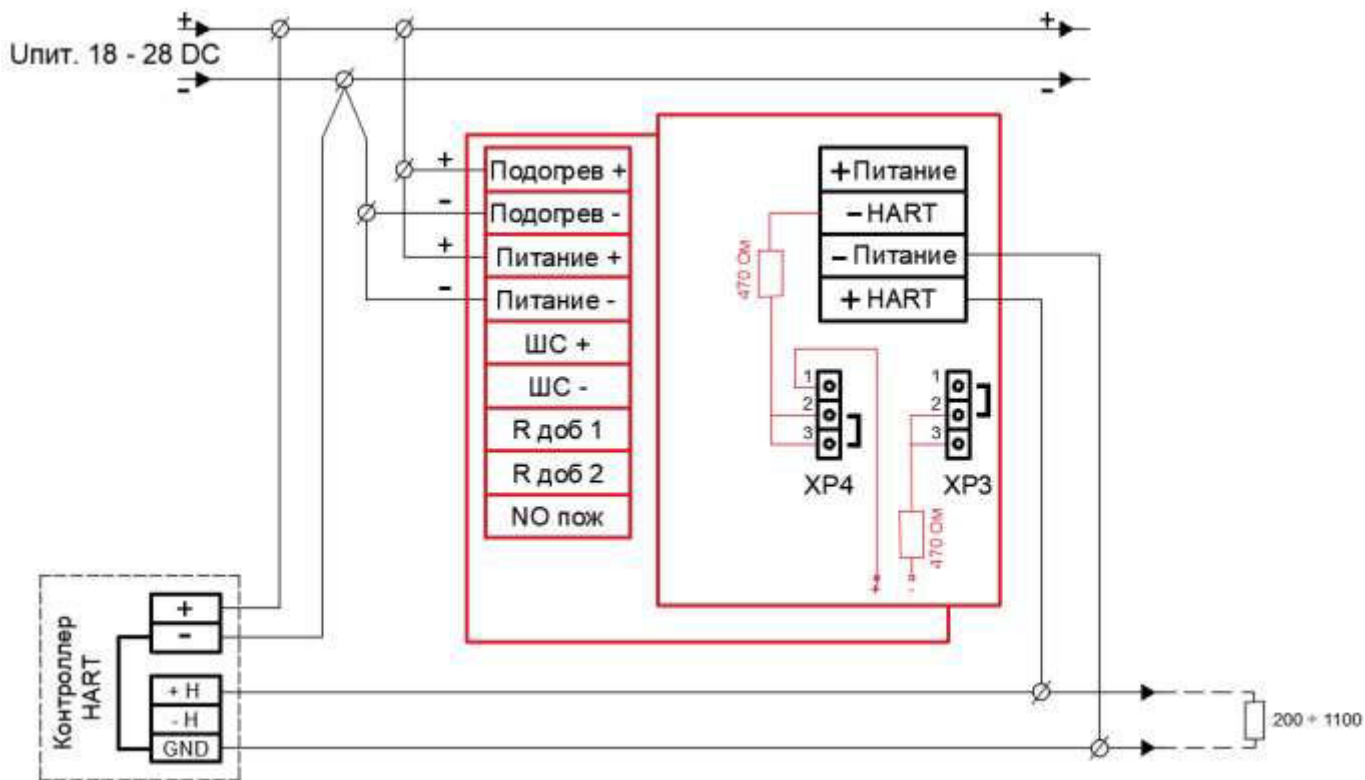 + +
Uпит. 18 - 28 DC
- -
+ Подогрев +
- Подогрев -
+ Питание +
- Питание -
ШС +
ШС -
R доб 1
R доб 2
NO пож
+ Питание
- HART
- Питание
+ HART
470 Ом
1
2
3
XP4
1
2
3
XP3
470 Ом
+" -"
Контроллер
HART
+
-
+ H
- H
GND
200 ÷ 1100